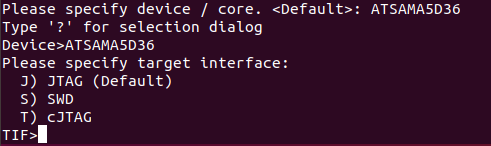 Please specify device / core. <Default>: ATSAMA5D36
Type '?' for selection dialog
Device>ATSAMA5D36
Please specify target interface:
  J) JTAG (Default)
  S) SWD
  T) cJTAG
TIF>